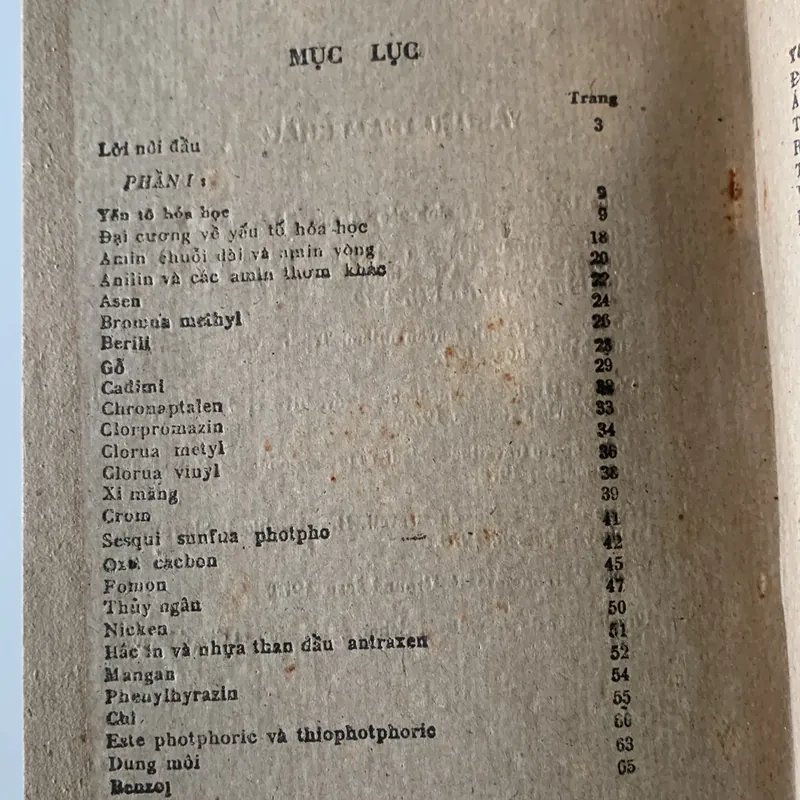 MỤC LỤC
Trang
Lời nói đầu 3
PHẦN I :
Yếu tố hóa học 9
Đại cương về yếu tố hóa học 9
Amin chuỗi dài và amin vòng 18
Anilin và các amin thơm khác 20
Asen 22
Bromua methyl 24
Berili 26
Gỗ 28
Cadimi 29
Chronaptalen
Clorpromazin 33
Clorua metyl 34
Clorua vinyl 36
Xi măng 38
Crom 39
Sesqui sunfua photpho 41
Oxit cacbon 42
Fomon 45
Thủy ngân 47
Nicken 50
Hắc ín và nhựa than dầu antraxen 51
Mangan 52
Phenylhyrazin 54
Chì 55
Este photphoric và thiophotphoric 60
Dung môi 63
Benzol 65